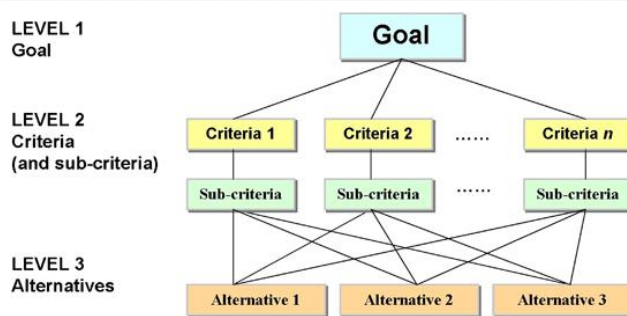 LEVEL 1
Goal
Goal
LEVEL 2
Criteria
(and sub-criteria)
Criteria 1
Criteria 2
......
Criteria n
Sub-criteria
Sub-criteria
......
Sub-criteria
LEVEL 3
Alternatives
Alternative 1
Alternative 2
Alternative 3